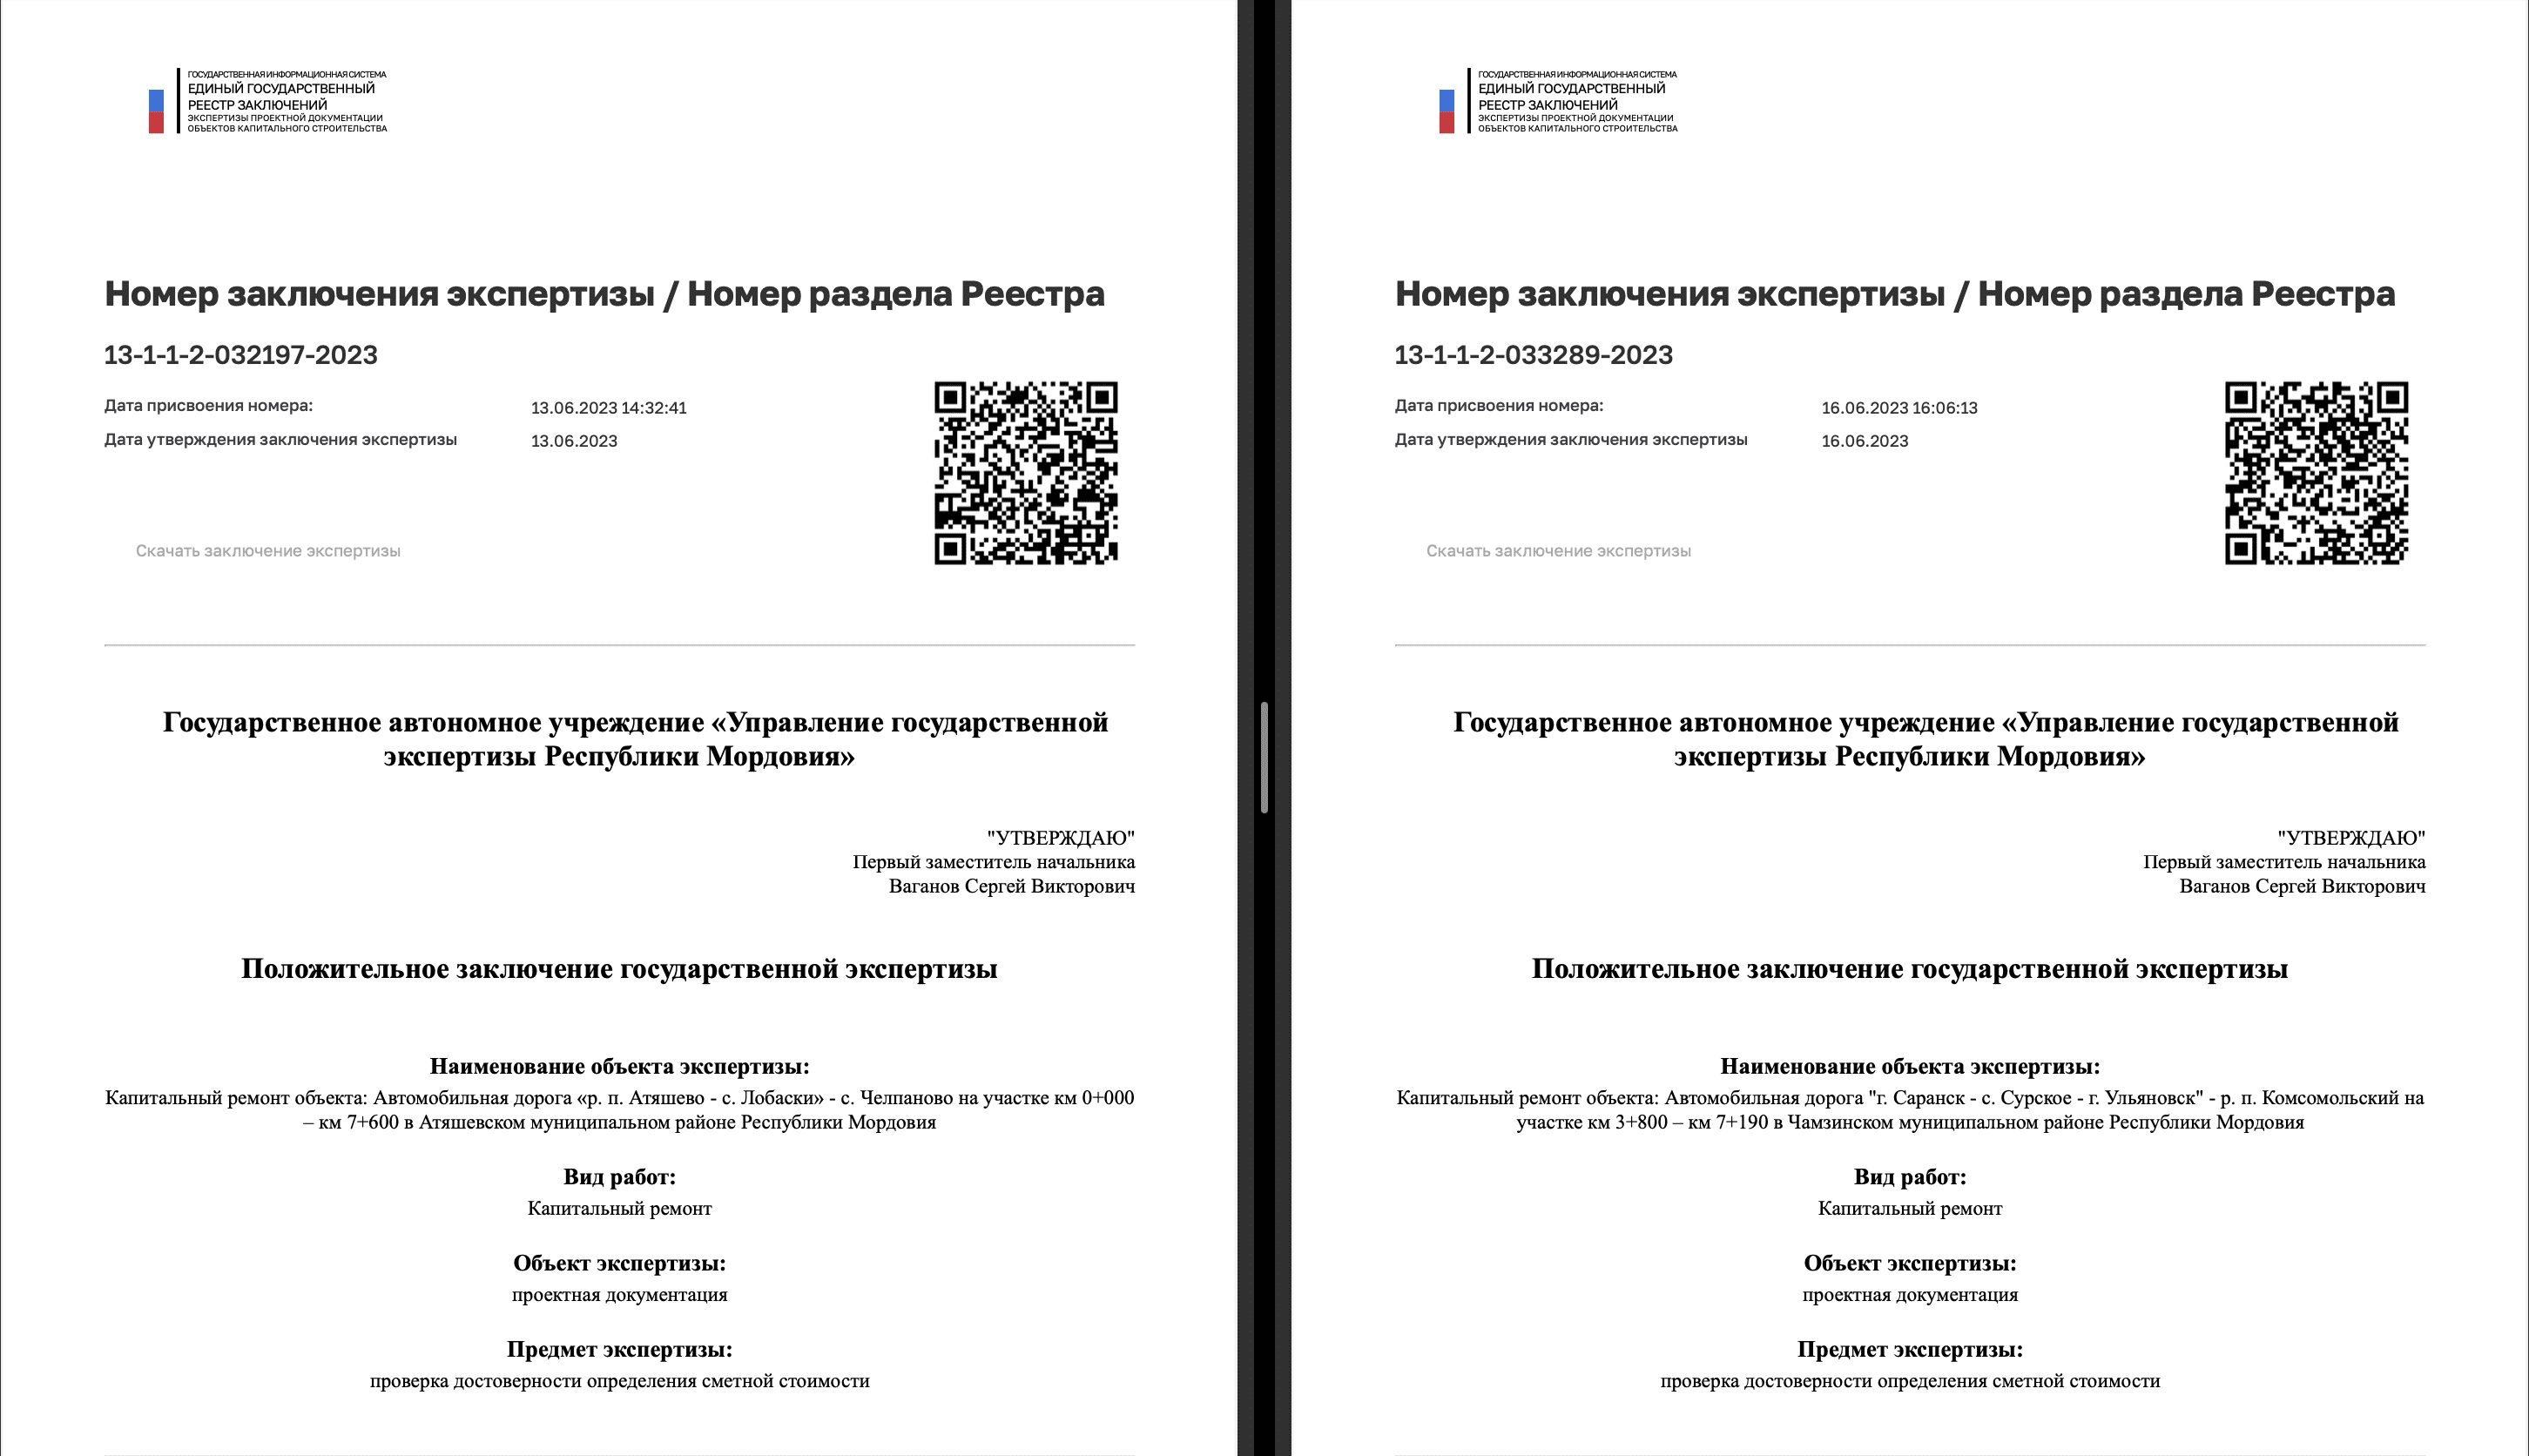 ГОСУДАРСТВЕННАЯ ИНФОРМАЦИОННАЯ СИСТЕМА
ЕДИНЫЙ ГОСУДАРСТВЕННЫЙ
РЕЕСТР ЗАКЛЮЧЕНИЙ
ЭКСПЕРТИЗЫ ПРОЕКТНОЙ ДОКУМЕНТАЦИИ
ОБЪЕКТОВ КАПИТАЛЬНОГО СТРОИТЕЛЬСТВА
Номер заключения экспертизы / Номер раздела Реестра
13-1-1-2-032197-2023
Дата присвоения номера: 13.06.2023 14:32:41
Дата утверждения заключения экспертизы 13.06.2023
Скачать заключение экспертизы
Государственное автономное учреждение «Управление государственной
экспертизы Республики Мордовия»
"УТВЕРЖДАЮ"
Первый заместитель начальника
Ваганов Сергей Викторович
Положительное заключение государственной экспертизы
Наименование объекта экспертизы:
Капитальный ремонт объекта: Автомобильная дорога «р. п. Атяшево - с. Лобаски» - с. Челпаново на участке км 0+000
– км 7+600 в Атяшевском муниципальном районе Республики Мордовия
Вид работ:
Капитальный ремонт
Объект экспертизы:
проектная документация
Предмет экспертизы:
проверка достоверности определения сметной стоимости
ГОСУДАРСТВЕННАЯ ИНФОРМАЦИОННАЯ СИСТЕМА
ЕДИНЫЙ ГОСУДАРСТВЕННЫЙ
РЕЕСТР ЗАКЛЮЧЕНИЙ
ЭКСПЕРТИЗЫ ПРОЕКТНОЙ ДОКУМЕНТАЦИИ
ОБЪЕКТОВ КАПИТАЛЬНОГО СТРОИТЕЛЬСТВА
Номер заключения экспертизы / Номер раздела Реестра
13-1-1-2-033289-2023
Дата присвоения номера: 16.06.2023 16:06:13
Дата утверждения заключения экспертизы 16.06.2023
Скачать заключение экспертизы
Государственное автономное учреждение «Управление государственной
экспертизы Республики Мордовия»
"УТВЕРЖДАЮ"
Первый заместитель начальника
Ваганов Сергей Викторович
Положительное заключение государственной экспертизы
Наименование объекта экспертизы:
Капитальный ремонт объекта: Автомобильная дорога "г. Саранск - с. Сурское - г. Ульяновск" - р. п. Комсомольский на
участке км 3+800 – км 7+190 в Чамзинском муниципальном районе Республики Мордовия
Вид работ:
Капитальный ремонт
Объект экспертизы:
проектная документация
Предмет экспертизы:
проверка достоверности определения сметной стоимости